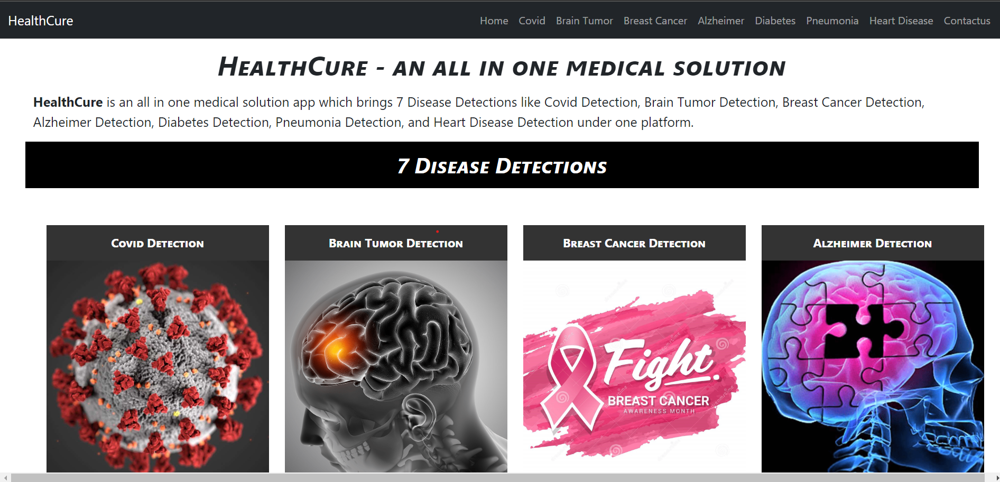 HealthCure
Home Covid Brain Tumor Breast Cancer Alzheimer Diabetes Pneumonia Heart Disease Contactus
HealthCure - an all in one medical solution
HealthCure is an all in one medical solution app which brings 7 Disease Detections like Covid Detection, Brain Tumor Detection, Breast Cancer Detection,
Alzheimer Detection, Diabetes Detection, Pneumonia Detection, and Heart Disease Detection under one platform.
7 Disease Detections
Covid Detection
Brain Tumor Detection
Breast Cancer Detection
Alzheimer Detection
Fight.
BREAST CANCER
AWARENESS MONTH
dreamstime